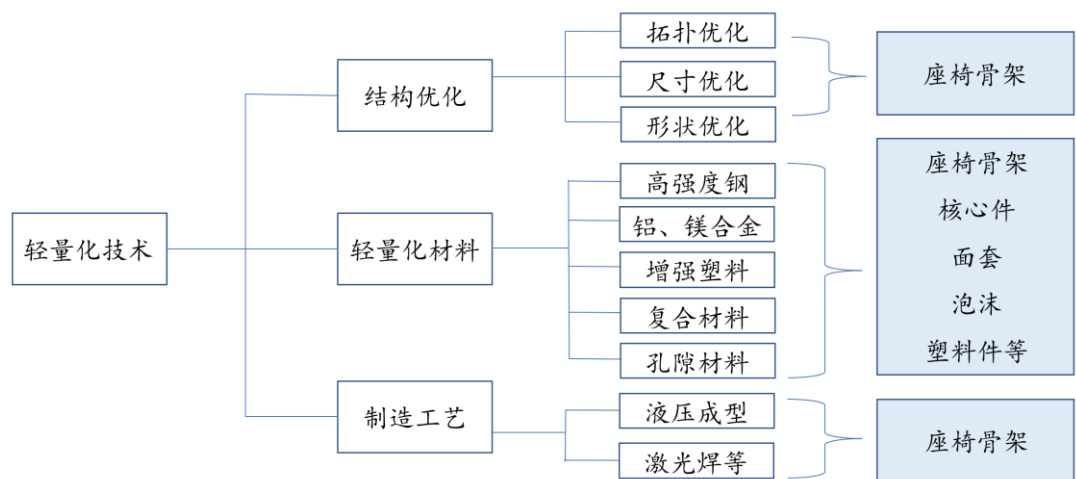 轻量化技术
结构优化
拓扑优化
尺寸优化
形状优化
座椅骨架
轻量化材料
高强度钢
铝、镁合金
增强塑料
复合材料
孔隙材料
座椅骨架
核心件
面套
泡沫
塑料件等
制造工艺
液压成型
激光焊等
座椅骨架